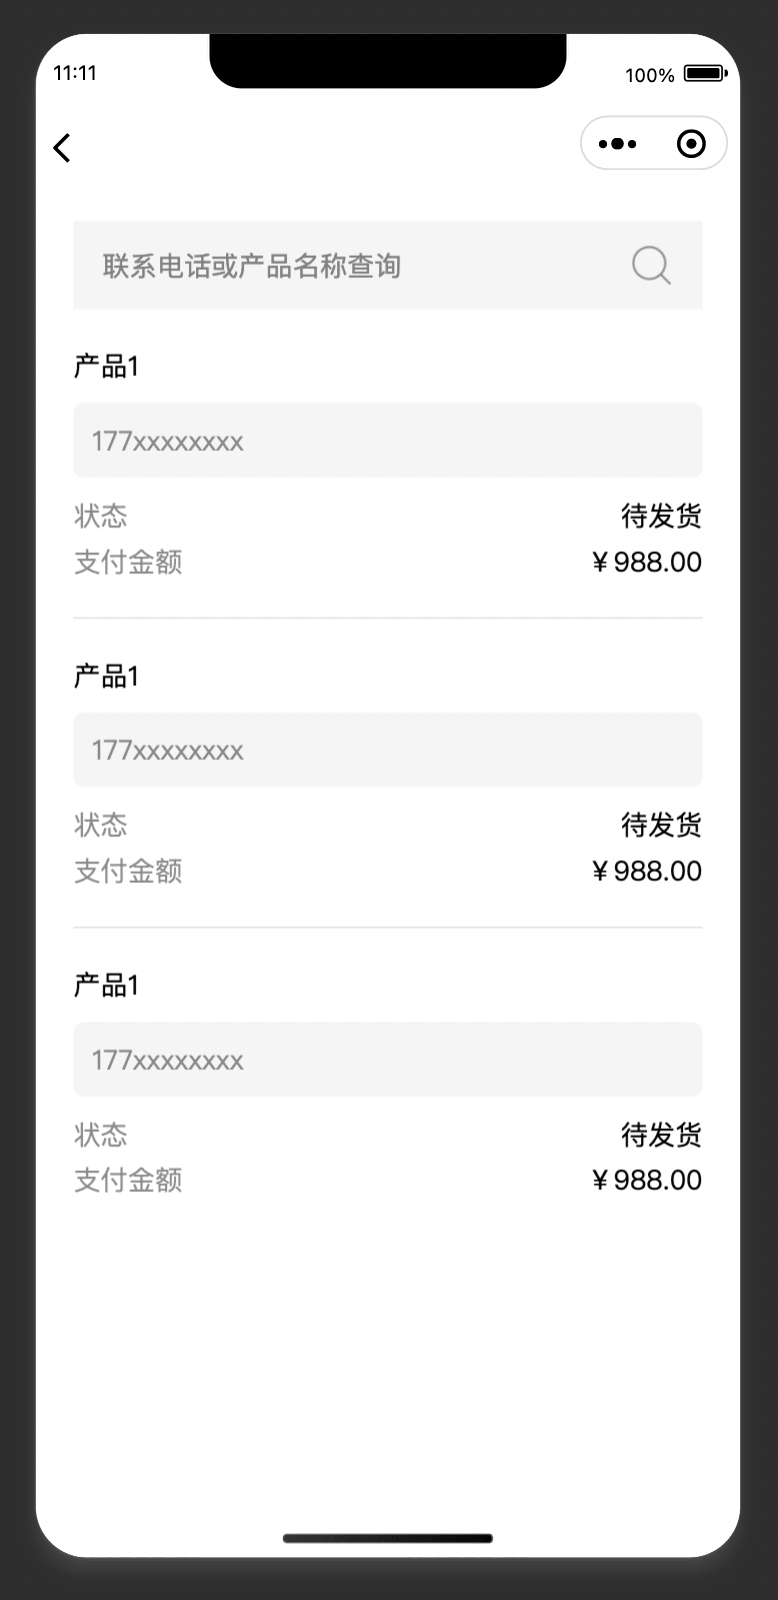 11:11
100%
联系电话或产品名称查询
产品1
177xxxxxxxx
状态 待发货
支付金额 ¥ 988.00
产品1
177xxxxxxxx
状态 待发货
支付金额 ¥ 988.00
产品1
177xxxxxxxx
状态 待发货
支付金额 ¥ 988.00